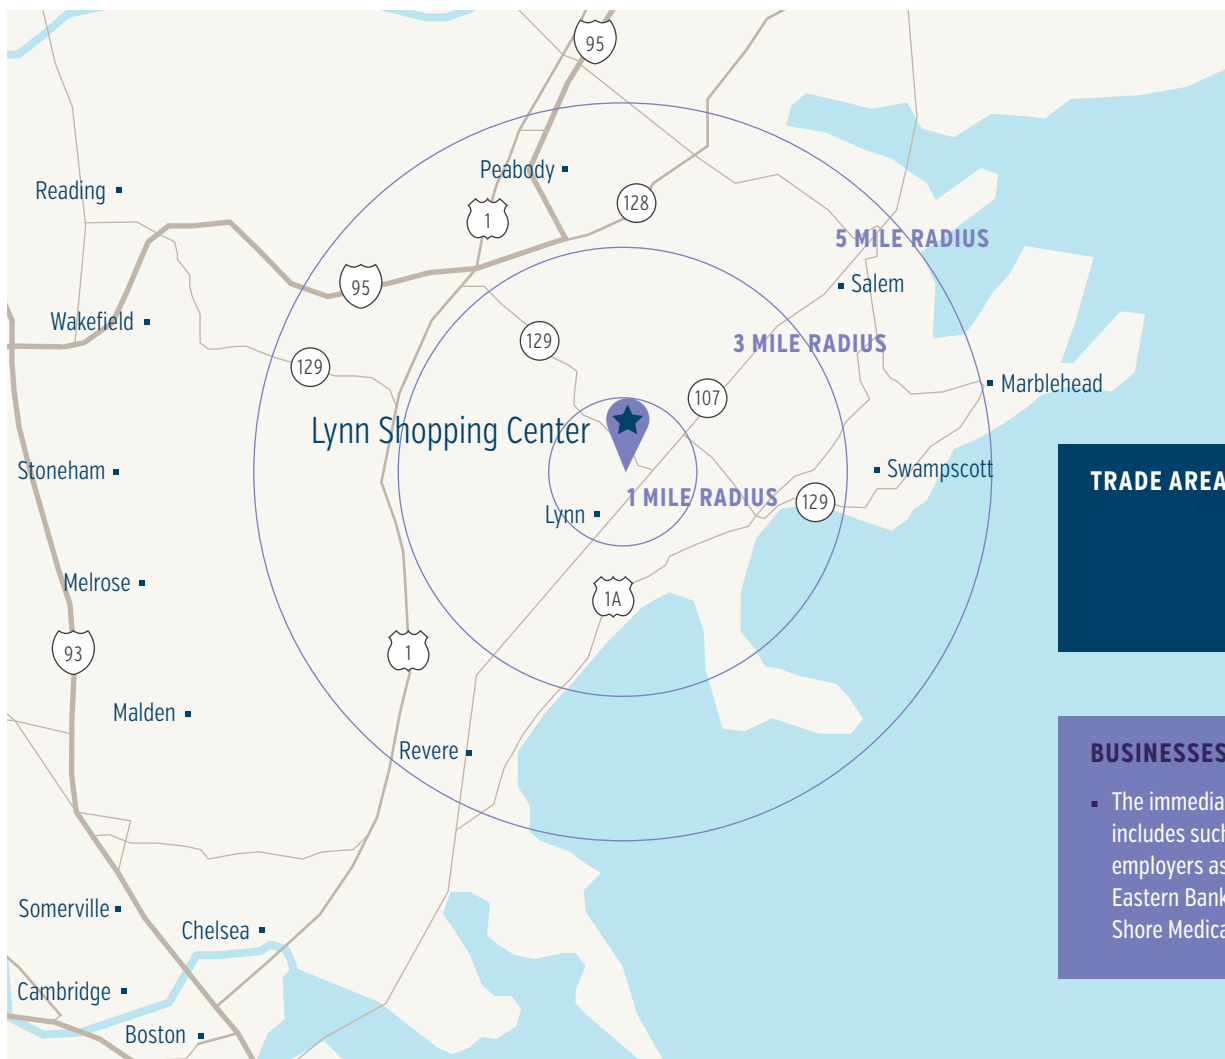 95
Peabody
Reading
128
1
5 MILE RADIUS
95
Salem
Wakefield
129
3 MILE RADIUS
129
Marblehead
107
Lynn Shopping Center
Stoneham
Swampscott
TRADE AREA
1 MILE RADIUS
129
Lynn
Melrose
1A
93
1
Malden
Revere
BUSINESSES
The immedia
includes such
employers as
Eastern Bank
Shore Medica
Somerville
Chelsea
Cambridge
Boston